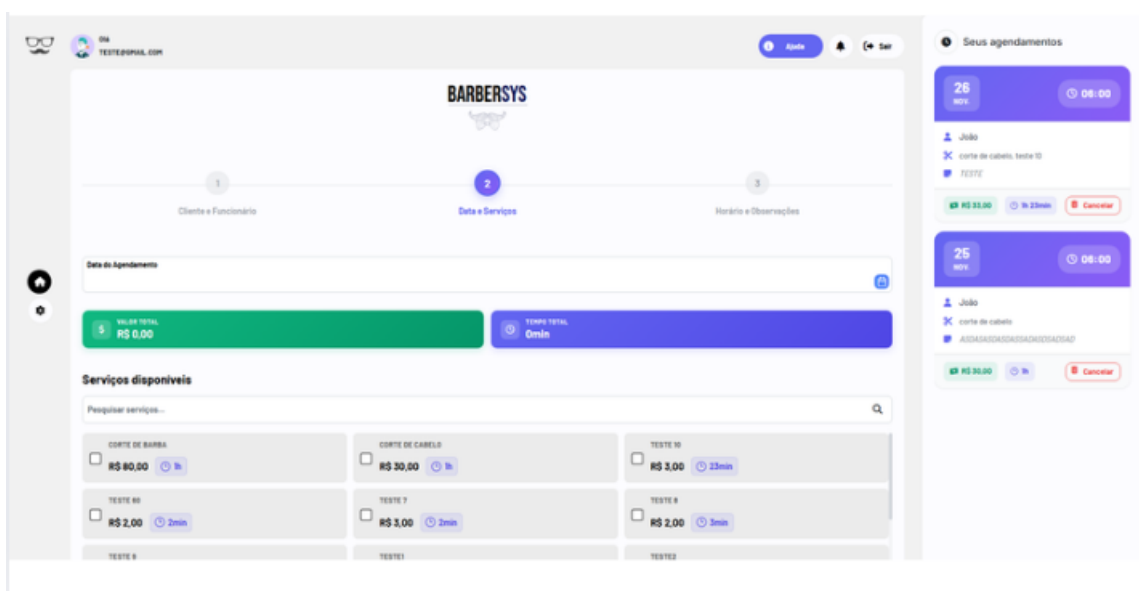 Olá
TESTE@GMAIL.COM
Ajuda
Sair
BARBERSYS
1
Cliente e Funcionário
2
Data e Serviços
3
Horário e Observações
Data do Agendamento
VALOR TOTAL
R$ 0,00
TEMPO TOTAL
0min
Serviços disponíveis
Pesquisar serviços...
CORTE DE BARBA
R$ 80,00 1h
CORTE DE CABELO
R$ 30,00 1h
TESTE 10
R$ 3,00 23min
TESTE 60
R$ 2,00 2min
TESTE 7
R$ 3,00 2min
TESTE 8
R$ 2,00 3min
TESTE 9
TESTE1
TESTE2
Seus agendamentos
26
NOV.
06:00
João
corte de cabelo, teste 10
TESTE
R$ 33,00 1h 23min Cancelar
25
NOV.
06:00
João
corte de cabelo
R$ 30,00 1h Cancelar